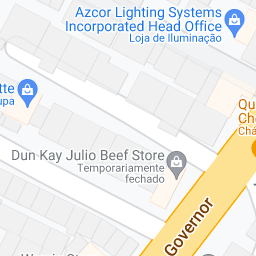 Azcor Lighting Systems
Incorporated Head Office
Loja de Iluminação
Dun Kay Julio Beef Store
Temporariamente
fechado
Governor